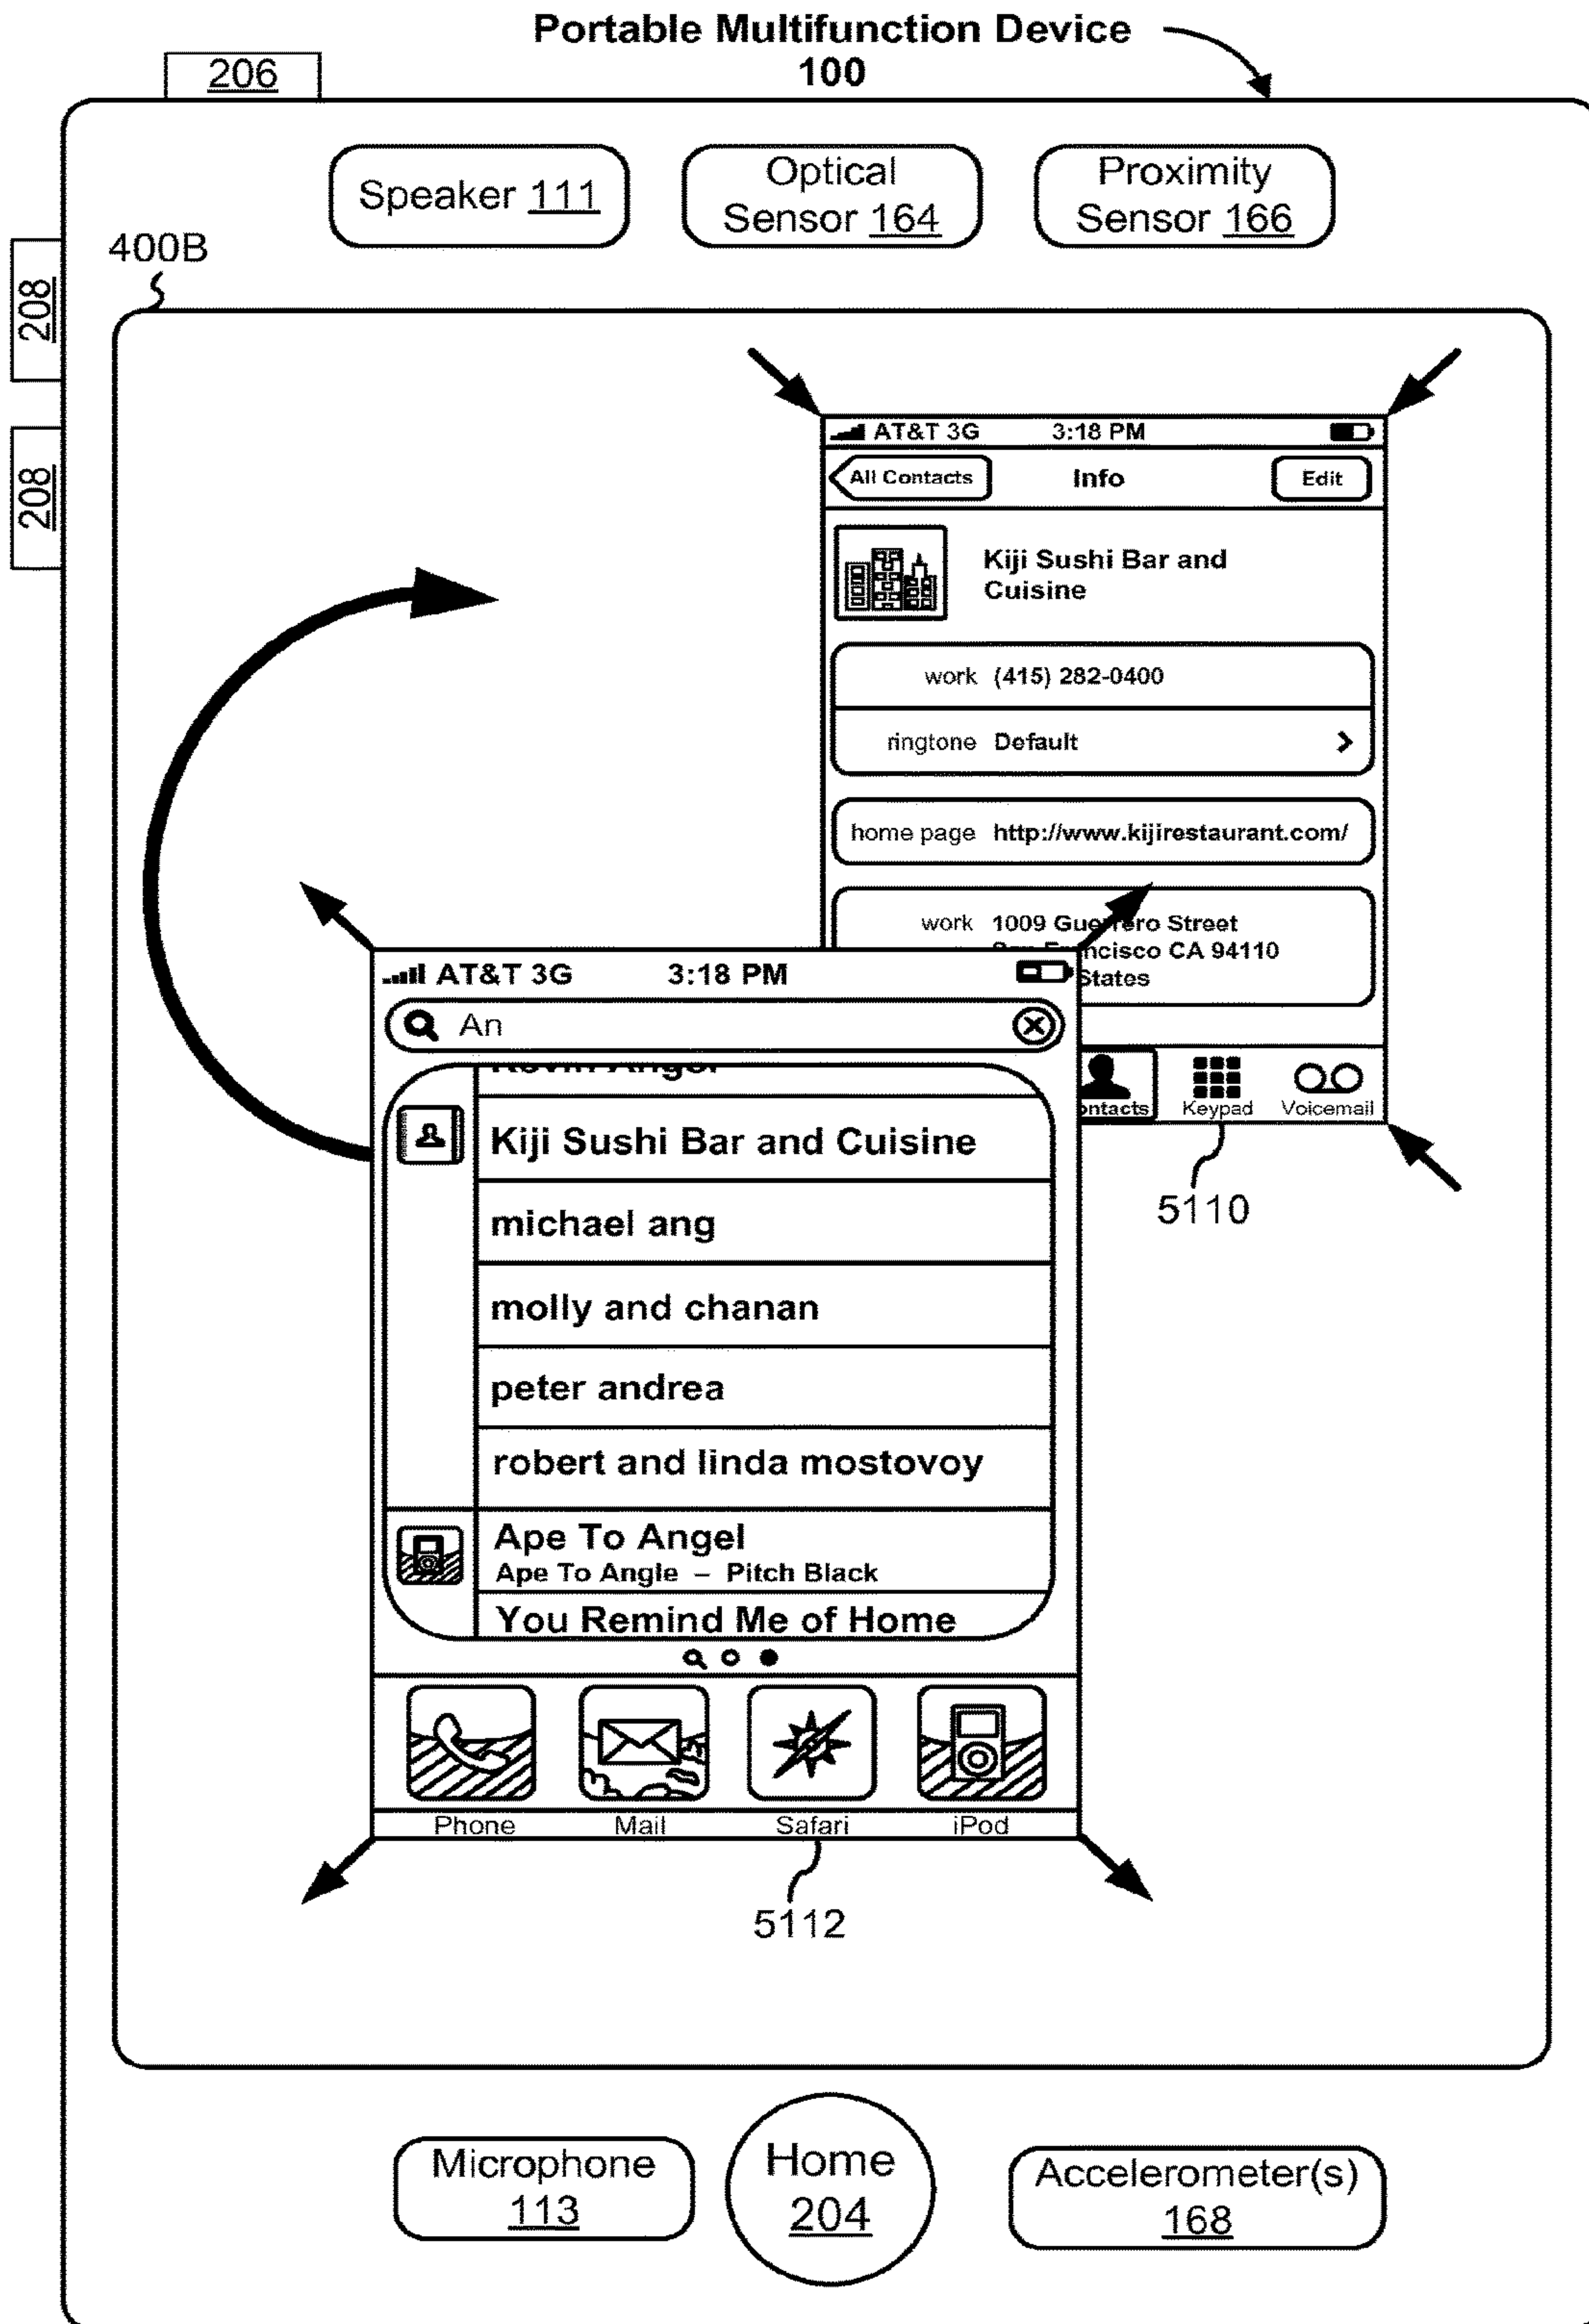 Portable Multifunction Device
100
206
Speaker 111
Optical
Sensor 164
Proximity
Sensor 166
400B
208
208
AT&T 3G 3:18 PM
All Contacts Info Edit
Kiji Sushi Bar and
Cuisine
work (415) 282-0400
ringtone Default
home page http://www.kijirestaurant.com/
work 1009 Guerrero Street
ncisco CA 94110
States
ontacts Keypad Voicemail
5110
AT&T 3G 3:18 PM
An
Kevin Angel
Kiji Sushi Bar and Cuisine
michael ang
molly and chanan
peter andrea
robert and linda mostovoy
Ape To Angel
Ape To Angle – Pitch Black
You Remind Me of Home
Phone Mail Safari iPod
5112
Microphone
113
Home
204
Accelerometer(s)
168